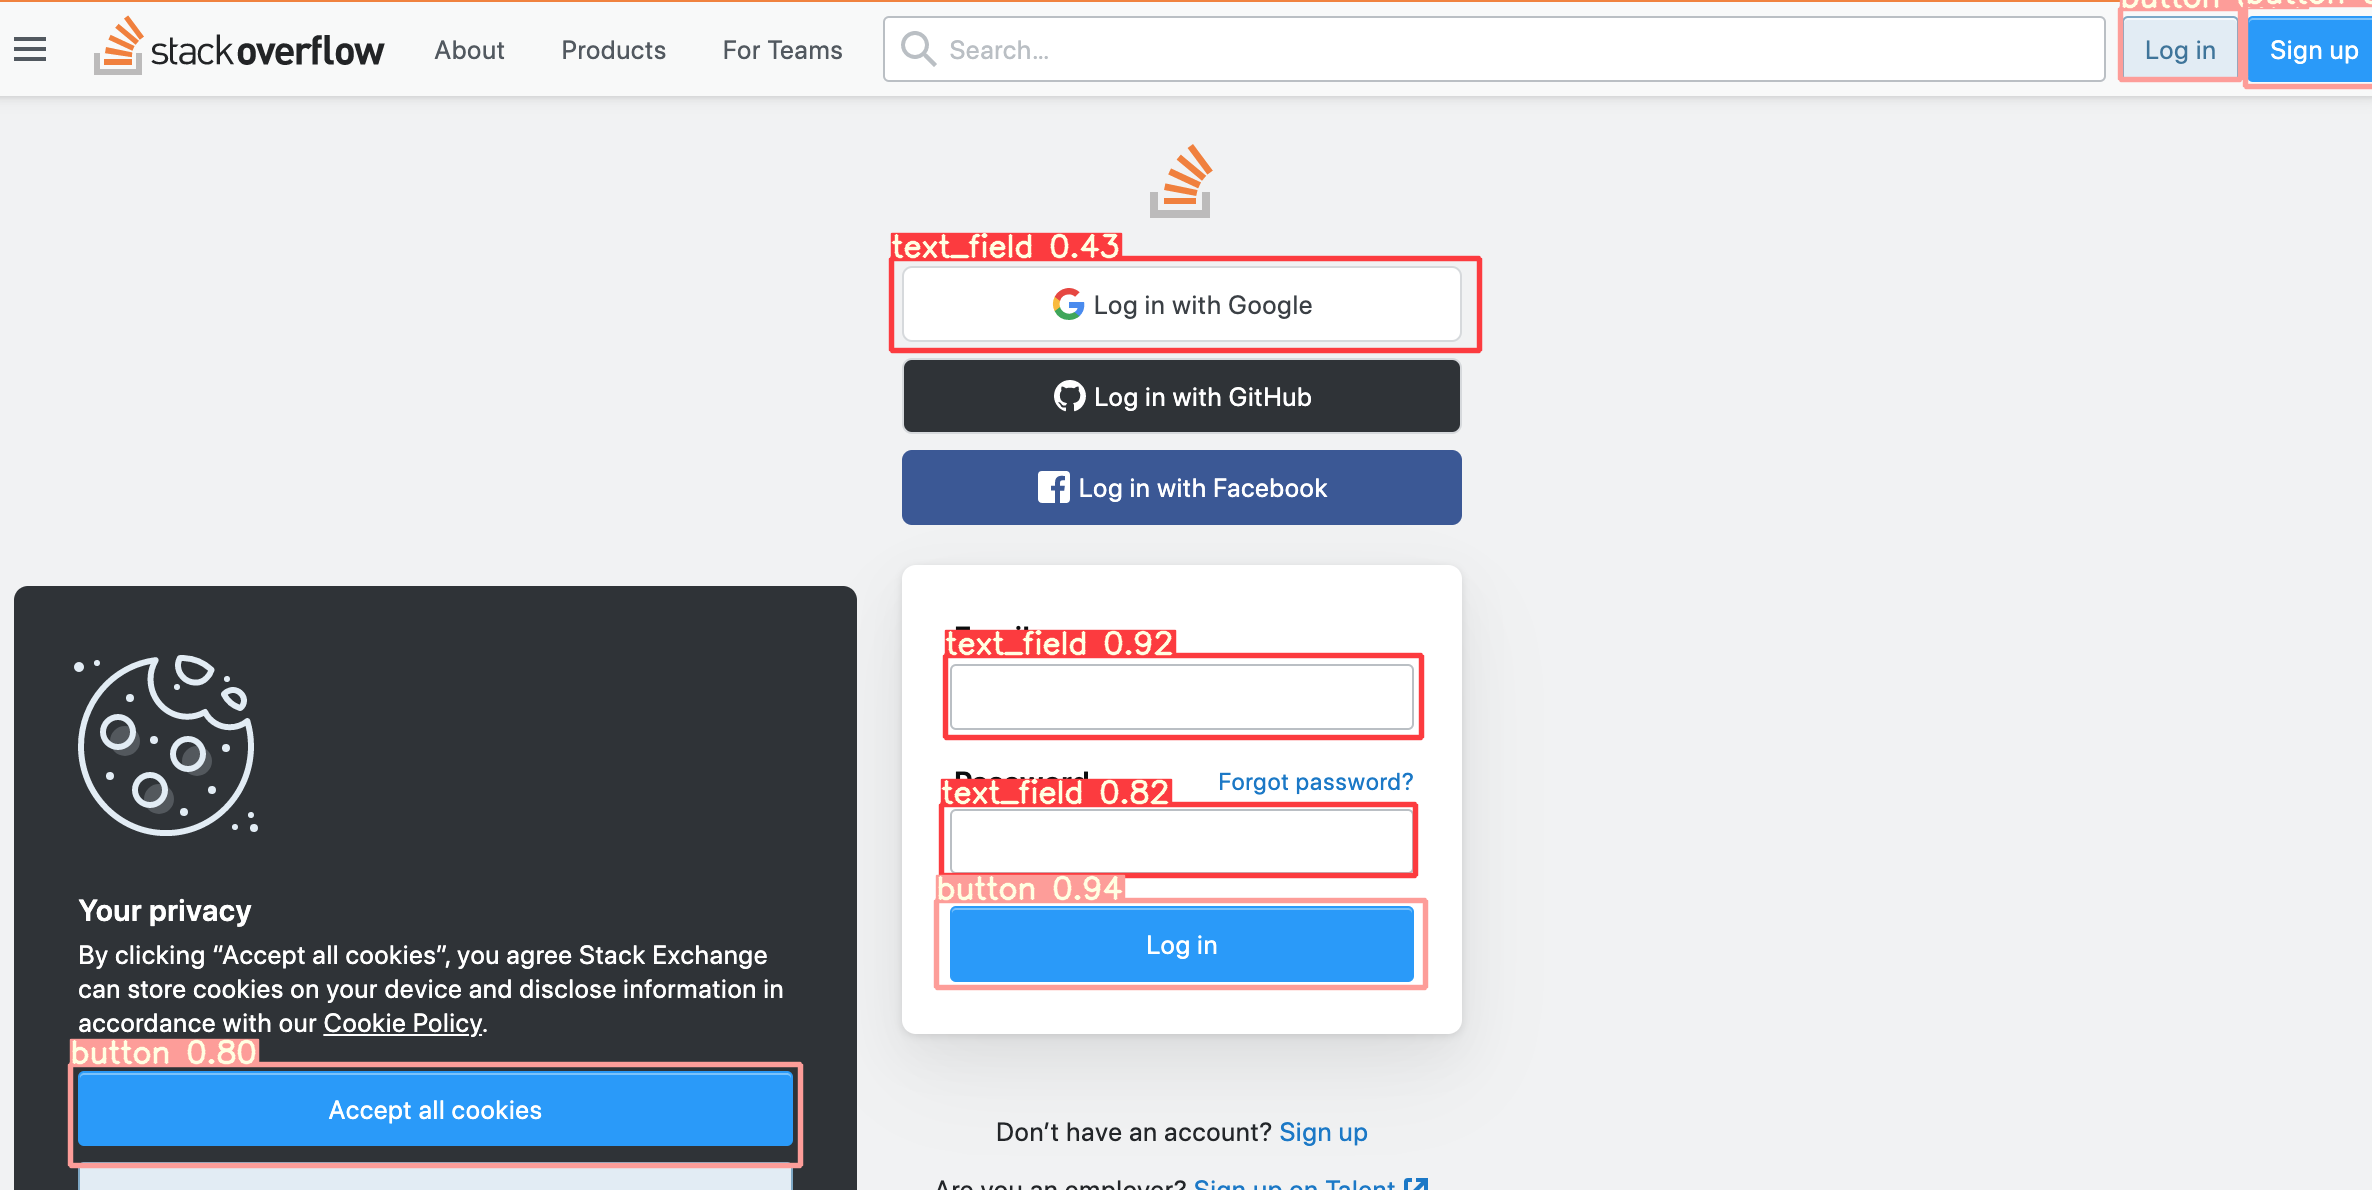 button
button
stackoverflow
About
Products
For Teams
Search...
Log in
Sign up
text_field 0.43
Log in with Google
Log in with GitHub
Log in with Facebook
text_field 0.92
Password
Forgot password?
text_field 0.82
button 0.94
Log in
Your privacy
By clicking “Accept all cookies”, you agree Stack Exchange
can store cookies on your device and disclose information in
accordance with our Cookie Policy.
button 0.80
Accept all cookies
Don’t have an account? Sign up
Are you an employer? Sign up on Talent